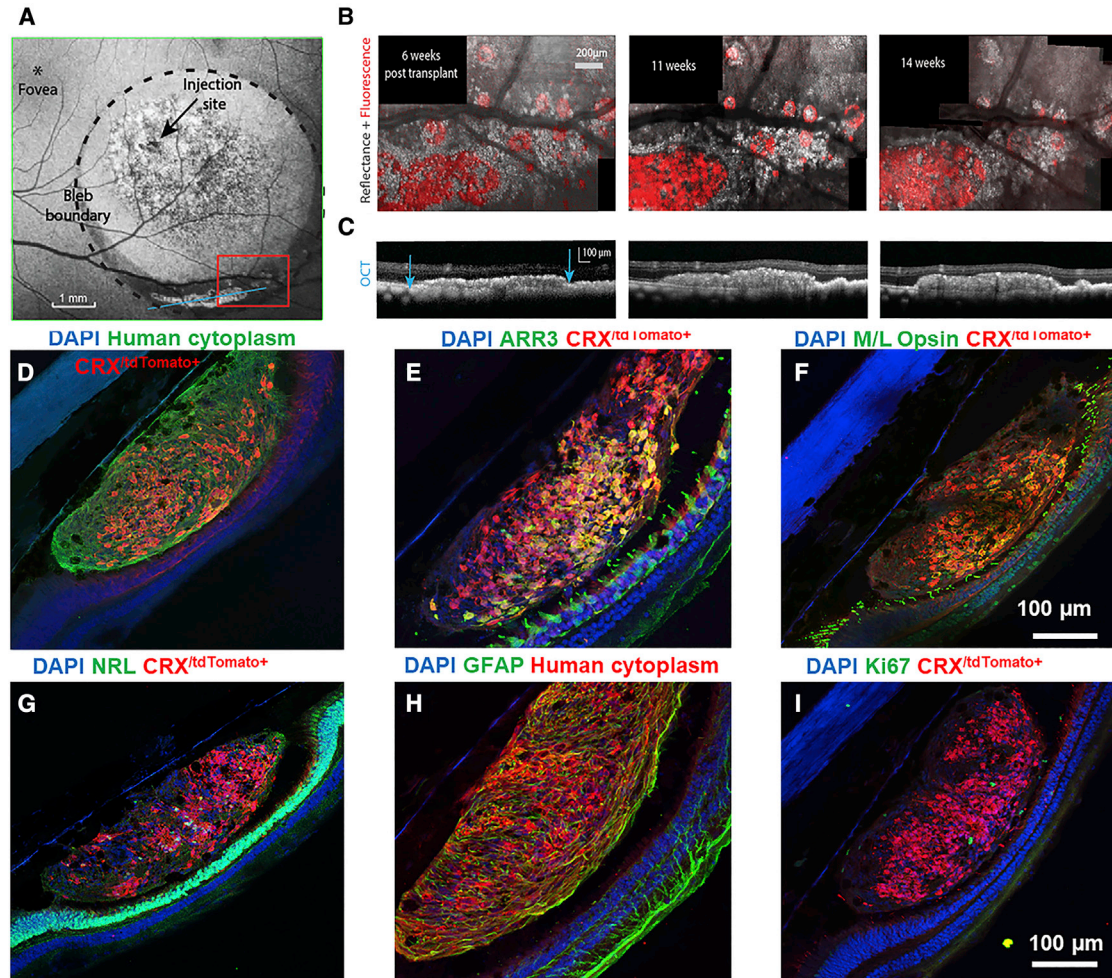 A
*
Fovea
Injection
site
Bleb
boundary
1 mm
B
Reflectance + Fluorescence
6 weeks
post transplant
200µm
11 weeks
14 weeks
C
OCT
100 µm
DAPI Human cytoplasm
CRX/tdTomato+
D
DAPI ARR3 CRX/tdTomato+
E
DAPI M/L Opsin CRX/tdTomato+
F
100 µm
DAPI NRL CRX/tdTomato+
G
DAPI GFAP Human cytoplasm
H
DAPI Ki67 CRX/tdTomato+
I
100 µm